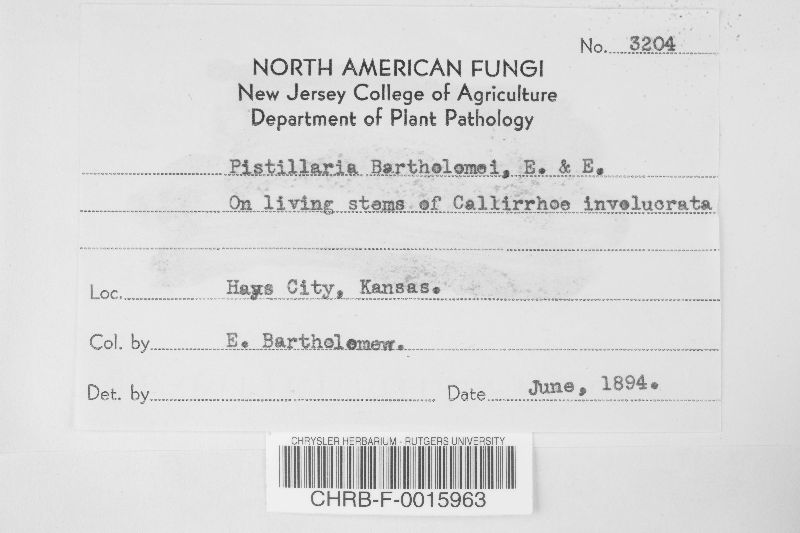 No. 3204
NORTH AMERICAN FUNGI
New Jersey College of Agriculture
Department of Plant Pathology
Pistillaria Bartholomei, E. & E.
On living stems of Callirrhoe involucrata
Loc. Hays City, Kansas.
Col. by E. Bartholomew.
Det. by Date June, 1894.
CHRYSLER HERBARIUM - RUTGERS UNIVERSITY
CHRB-F-0015963